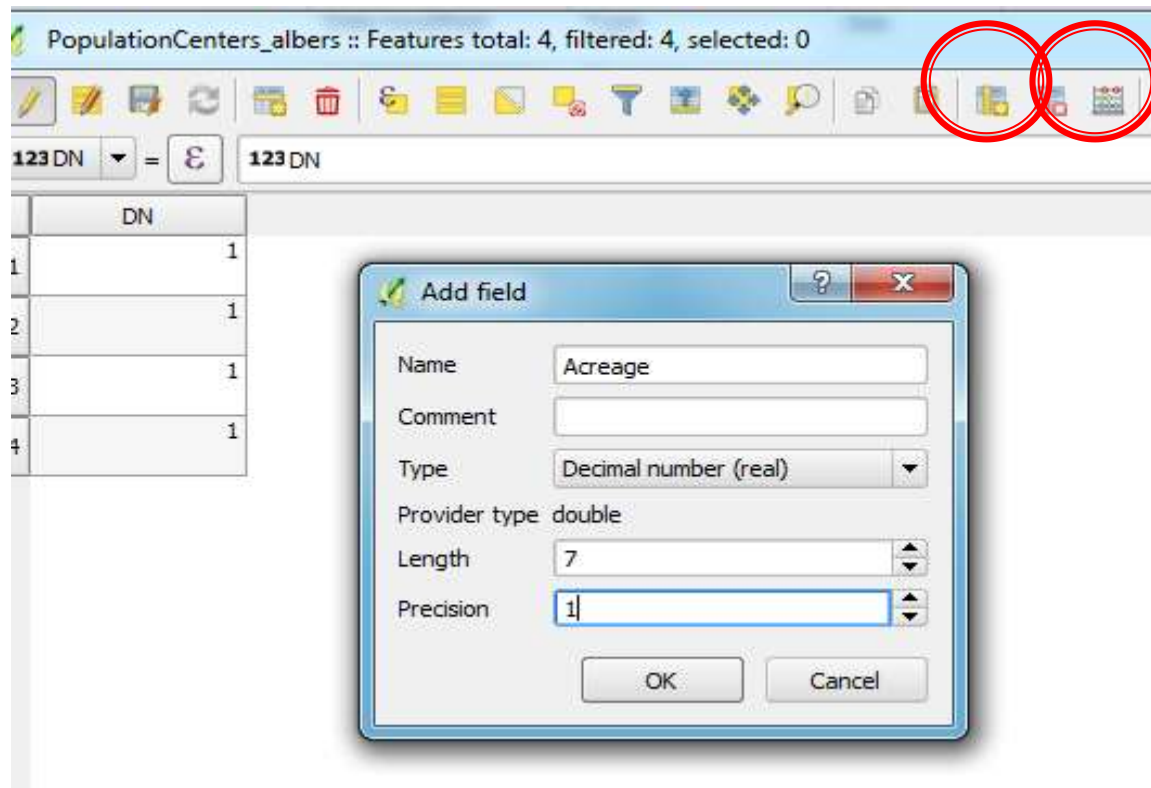 PopulationCenters_albers :: Features total: 4, filtered: 4, selected: 0
123 DN = ε 123 DN
DN
1 1
2 1
3 1
4 1
Add field
?
Name Acreage
Comment
Type Decimal number (real)
Provider type double
Length 7
Precision 1
OK Cancel